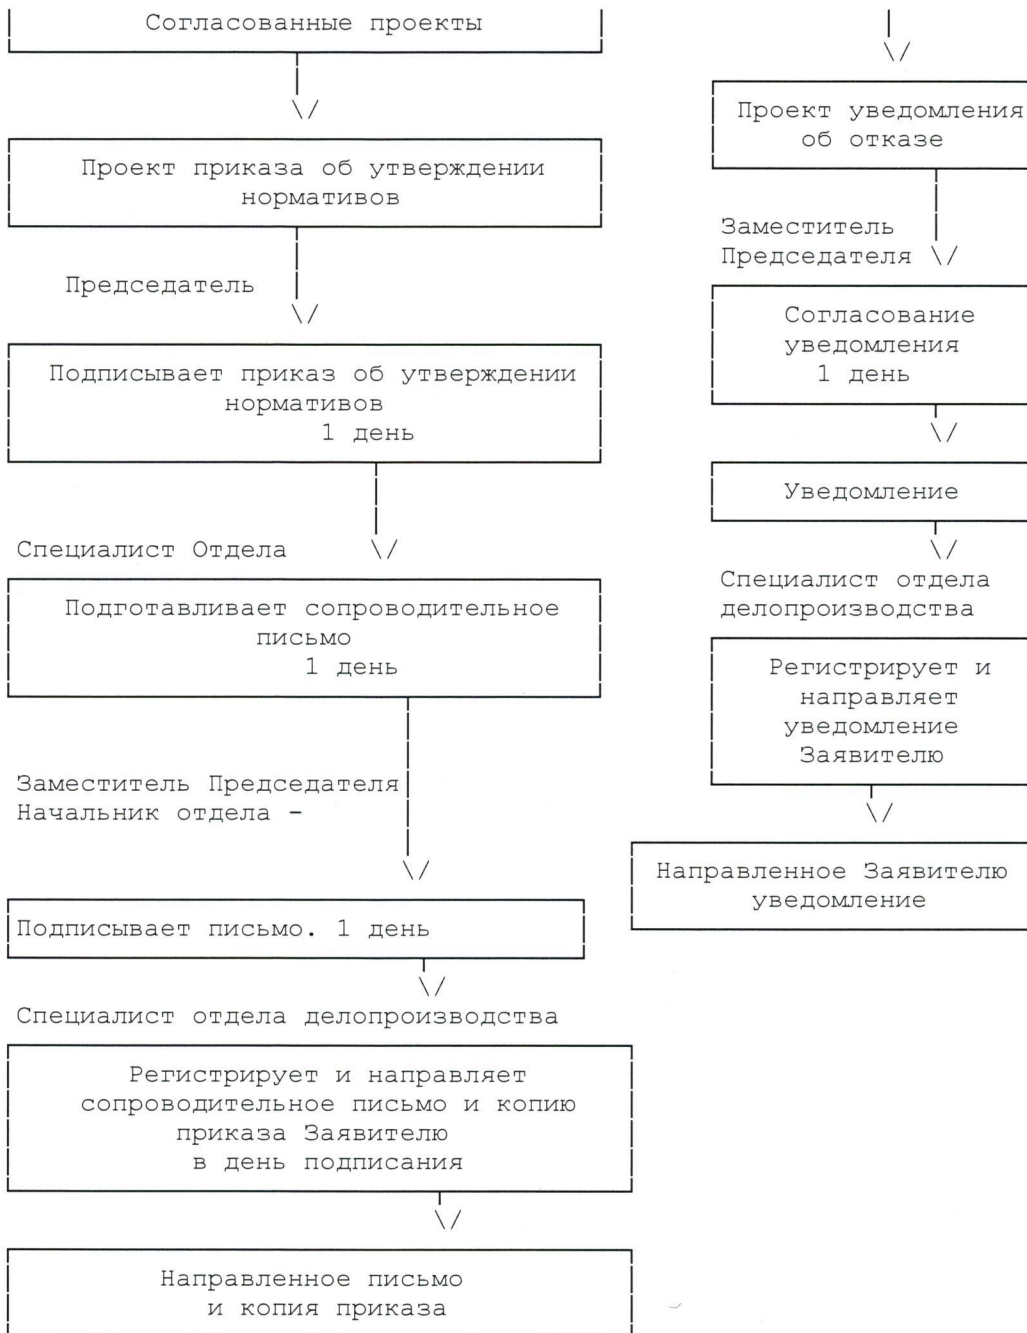 Согласованные проекты
Проект приказа об утверждении
нормативов
Председатель
Подписывает приказ об утверждении
нормативов
1 день
Специалист Отдела
Подготавливает сопроводительное
письмо
1 день
Заместитель Председателя
Начальник отдела –
Подписывает письмо. 1 день
Специалист отдела делопроизводства
Регистрирует и направляет
сопроводительное письмо и копию
приказа Заявителю
в день подписания
Направленное письмо
и копия приказа
Проект уведомления
об отказе
Заместитель
Председателя
Согласование
уведомления
1 день
Уведомление
Специалист отдела
делопроизводства
Регистрирует и
направляет
уведомление
Заявителю
Направленное Заявителю
уведомление